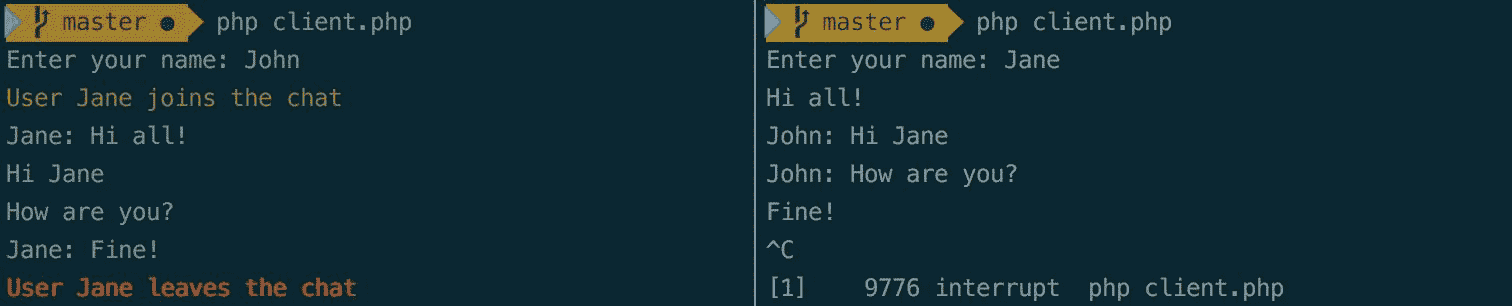 master ● php client.php
Enter your name: John
User Jane joins the chat
Jane: Hi all!
Hi Jane
How are you?
Jane: Fine!
User Jane leaves the chat
master ● php client.php
Enter your name: Jane
Hi all!
John: Hi Jane
John: How are you?
Fine!
^C
[1]    9776 interrupt  php client.php